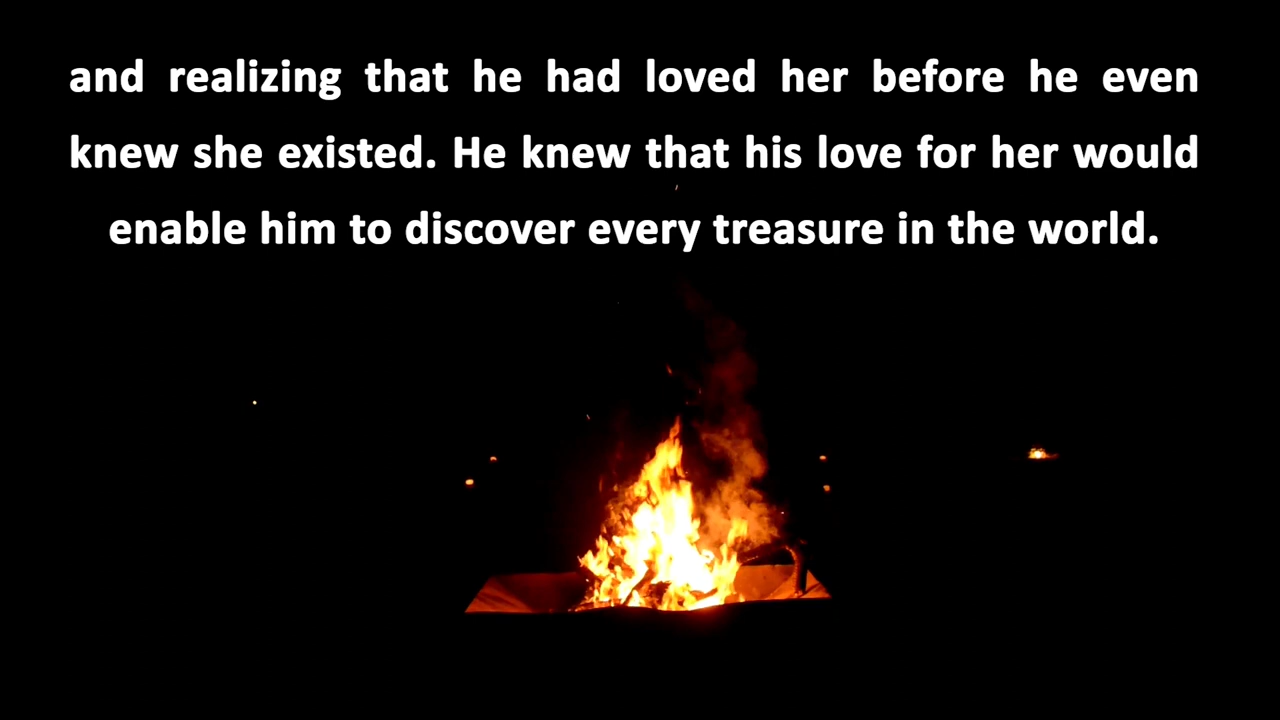 and realizing that he had loved her before he even
knew she existed. He knew that his love for her would
enable him to discover every treasure in the world.